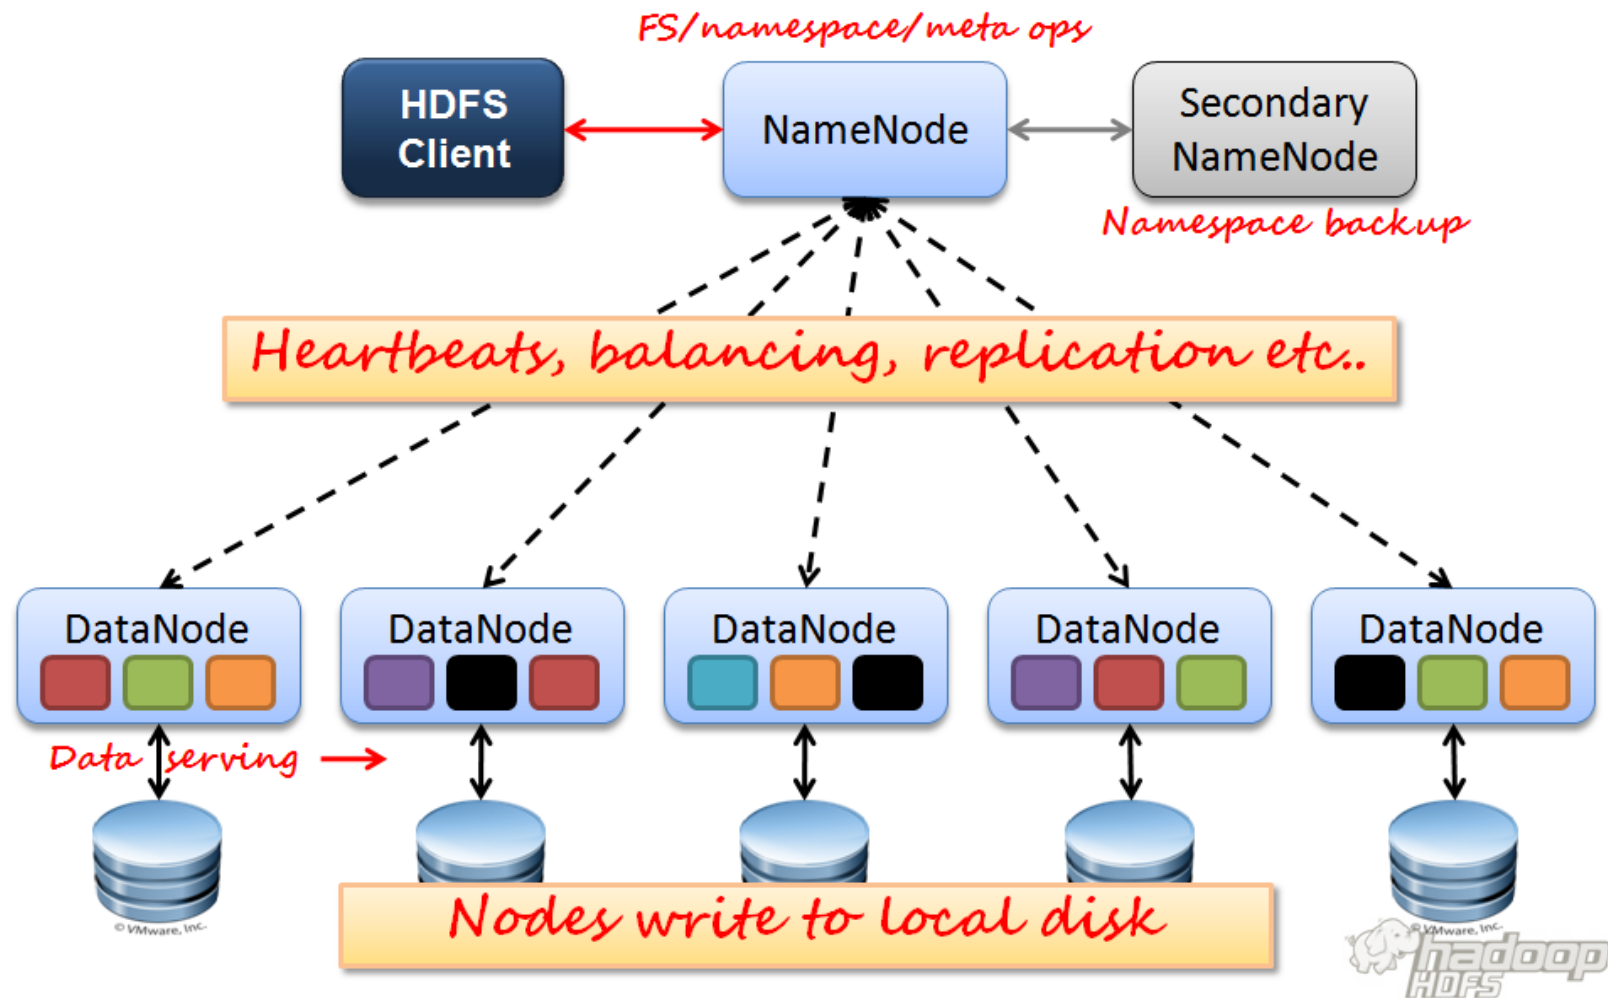 FS/namespace/meta ops
HDFS
Client
NameNode
Secondary
NameNode
Namespace backup
Heartbeats, balancing, replication etc..
DataNode
DataNode
DataNode
DataNode
DataNode
Data serving
Nodes write to local disk
© VMware, Inc.
© VMware, Inc.
hadoop
HDFS